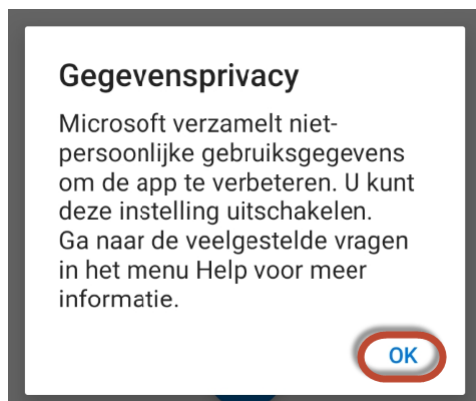 Gegevensprivacy
Microsoft verzamelt niet-
persoonlijke gebruiksgegevens
om de app te verbeteren. U kunt
deze instelling uitschakelen.
Ga naar de veelgestelde vragen
in het menu Help voor meer
informatie.
OK